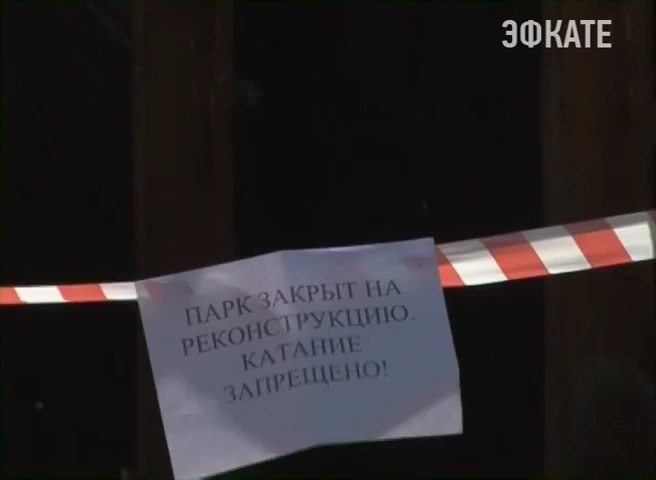 ЭФКАТЕ
ПАРК ЗАКРЫТ НА
РЕКОНСТРУКЦИЮ.
КАТАНИЕ
ЗАПРЕЩЕНО!